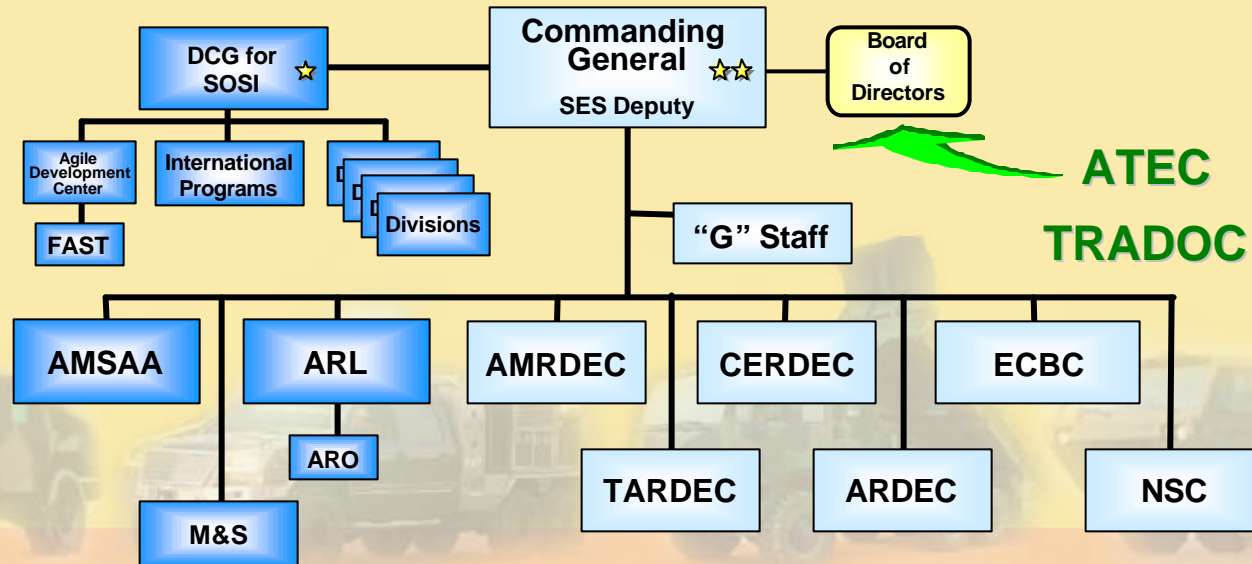 Commanding
General
SES Deputy
DCG for
SOSI
Board
of
Directors
Agile
Development
Center
International
Programs
D
D
D
Divisions
FAST
"G" Staff
ATEC
TRADOC
AMSAA
ARL
AMRDEC
CERDEC
ECBC
ARO
TARDEC
ARDEC
NSC
M&S